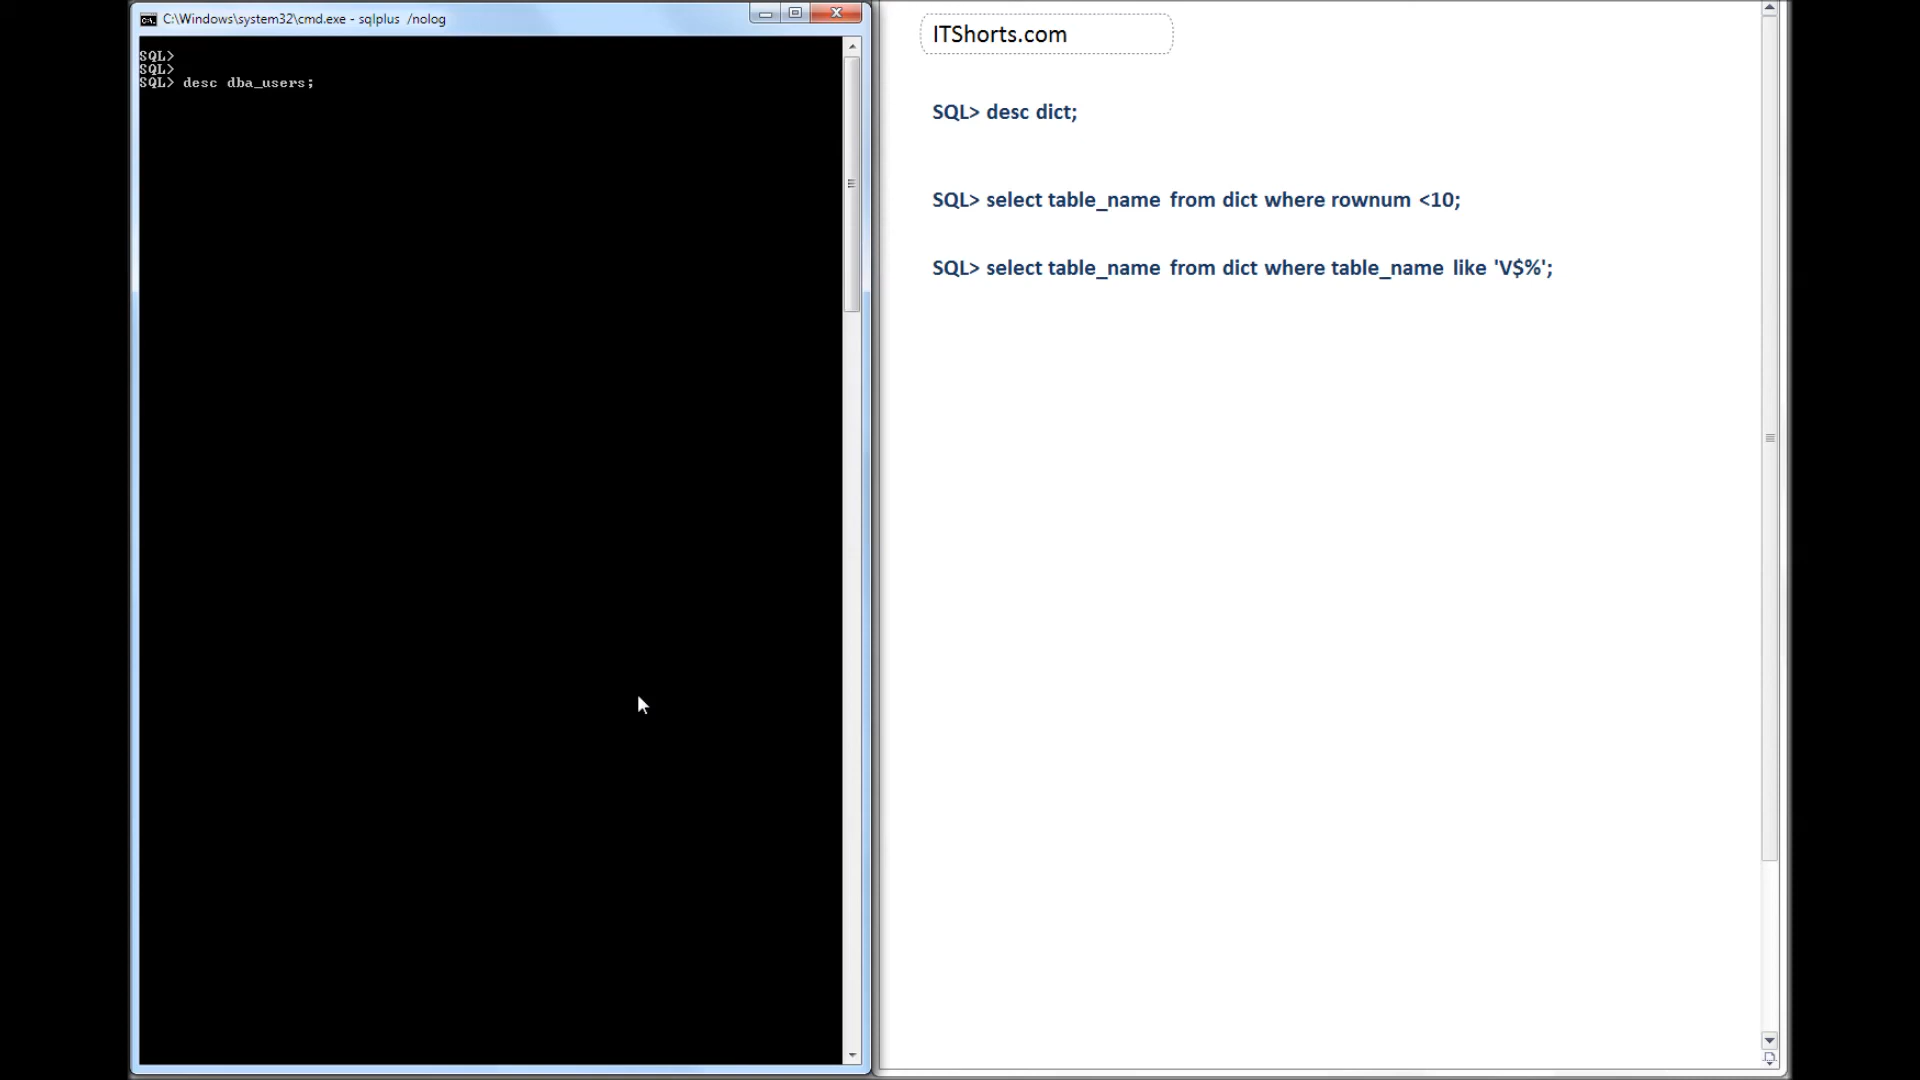 C:\Windows\system32\cmd.exe - sqlplus /nolog
SQL>
SQL>
SQL> desc dba_users;
ITShorts.com
SQL> desc dict;
SQL> select table_name from dict where rownum <10;
SQL> select table_name from dict where table_name like 'V$%';